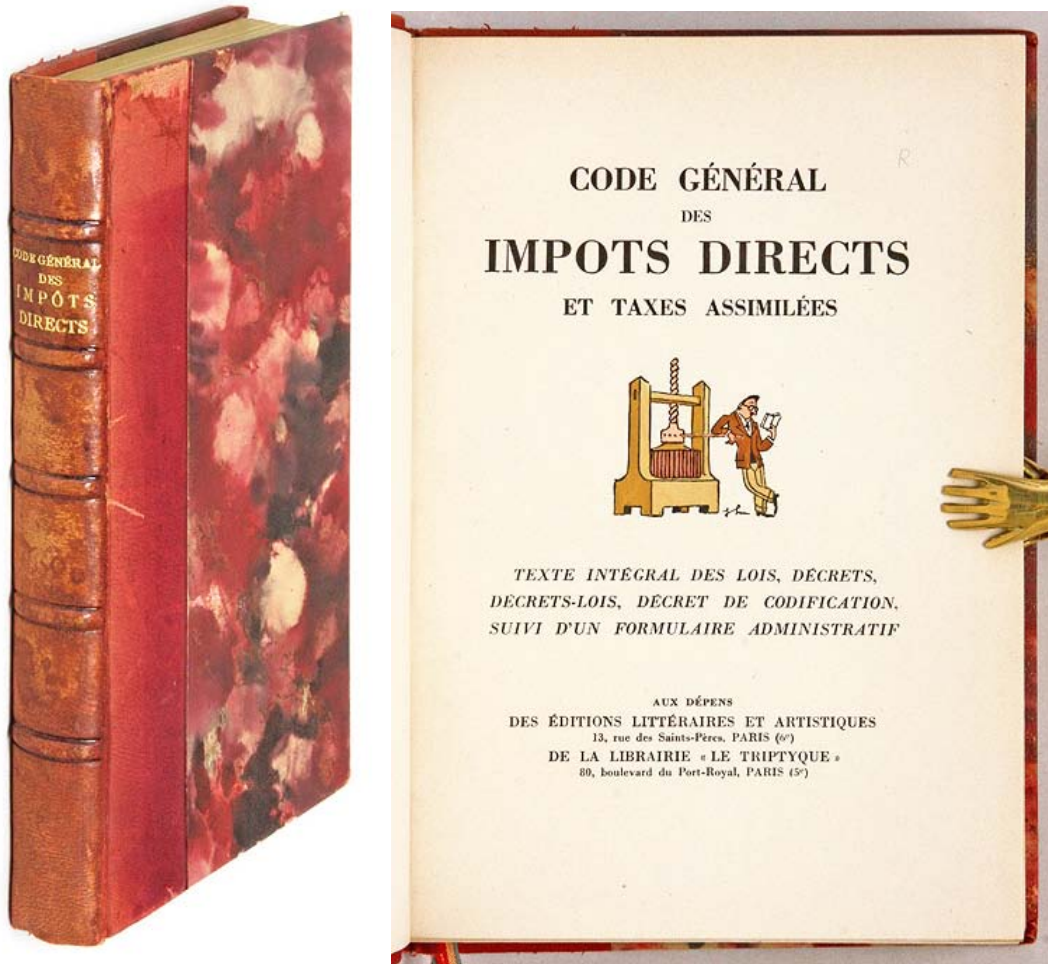 CODE GÉNÉRAL
DES
IMPÔTS
DIRECTS
R
CODE GÉNÉRAL
DES
IMPOTS DIRECTS
ET TAXES ASSIMILÉES
TEXTE INTÉGRAL DES LOIS, DÉCRETS,
DÉCRETS-LOIS, DÉCRET DE CODIFICATION,
SUIVI D'UN FORMULAIRE ADMINISTRATIF
AUX DÉPENS
DES ÉDITIONS LITTÉRAIRES ET ARTISTIQUES
13, rue des Saints-Pères, PARIS (6e)
DE LA LIBRAIRIE « LE TRIPTYQUE »
80, boulevard du Port-Royal, PARIS (5e)